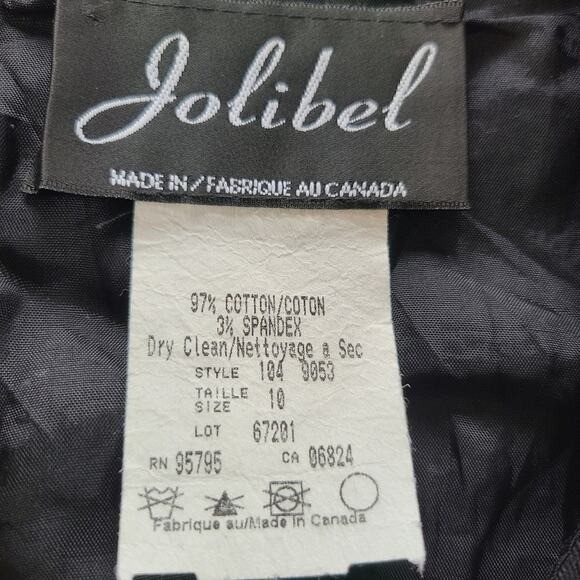 Jolibel
MADE IN/FABRIQUE AU CANADA
97% COTTON/COTON
3% SPANDEX
Dry Clean/Nettoyage a Sec
STYLE 104 9053
TAILLE
SIZE 10
LOT 67201
RN 95795 CA 06824
Fabrique au/Made in Canada